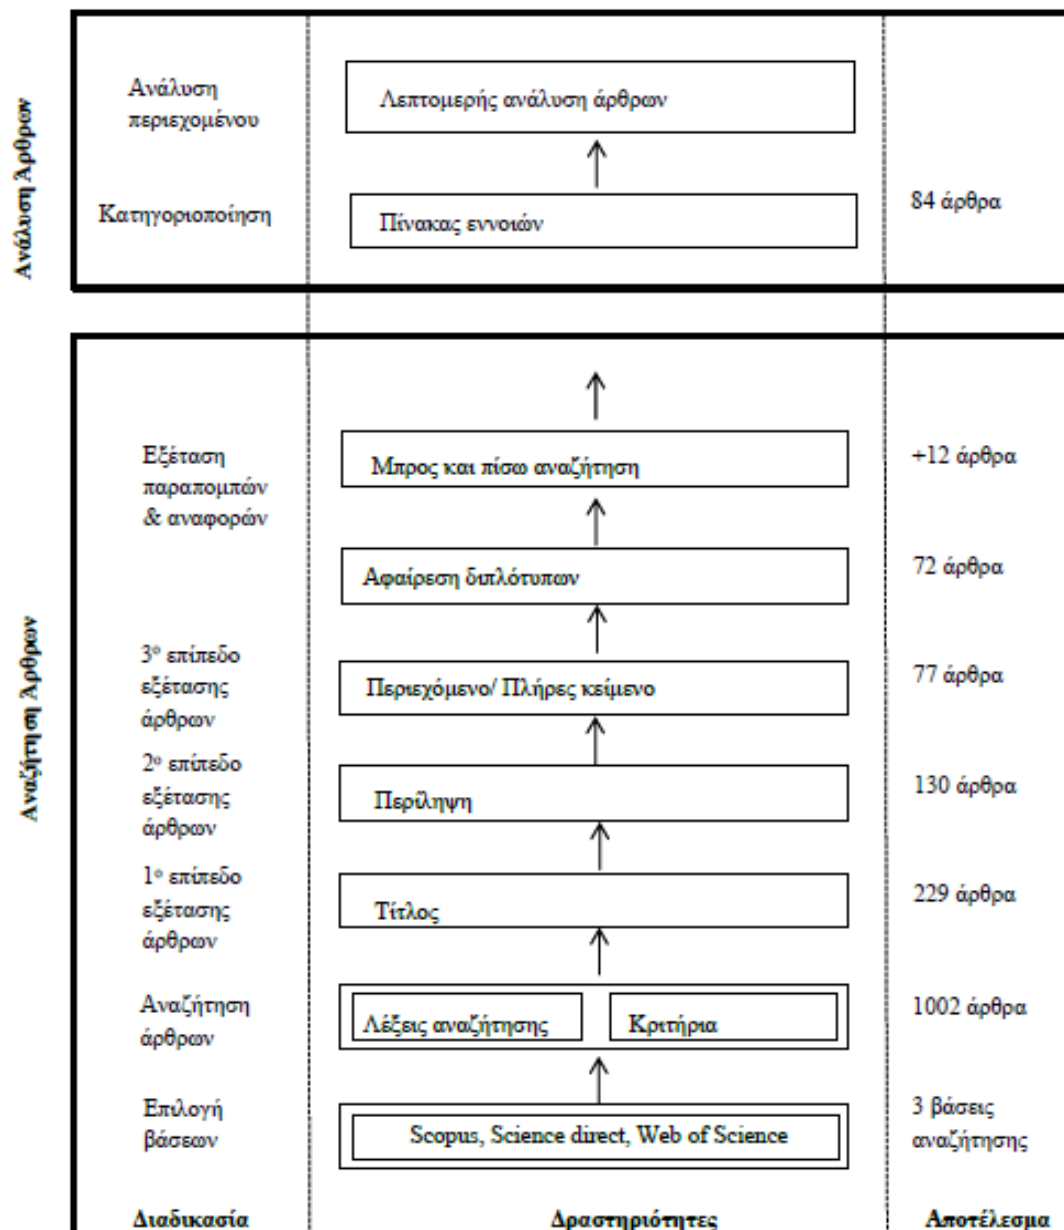 Ανάλυση Άρθρων
Ανάλυση
περιεχομένου
Λεπτομερής ανάλυση άρθρων
Κατηγοριοποίηση
Πίνακας εννοιών
84 άρθρα
Αναζήτηση Άρθρων
Εξέταση
παραπομπών
& αναφορών
Μπρος και πίσω αναζήτηση
+12 άρθρα
Αφαίρεση διπλότυπων
72 άρθρα
3ο επίπεδο
εξέτασης
άρθρων
Περιεχόμενο/ Πλήρες κείμενο
77 άρθρα
2ο επίπεδο
εξέτασης
άρθρων
Περίληψη
130 άρθρα
1ο επίπεδο
εξέτασης
άρθρων
Τίτλος
229 άρθρα
Αναζήτηση
άρθρων
Λέξεις αναζήτησης
Κριτήρια
1002 άρθρα
Επιλογή
βάσεων
Scopus, Science direct, Web of Science
3 βάσεις
αναζήτησης
Διαδικασία
Δραστηριότητες
Αποτέλεσμα